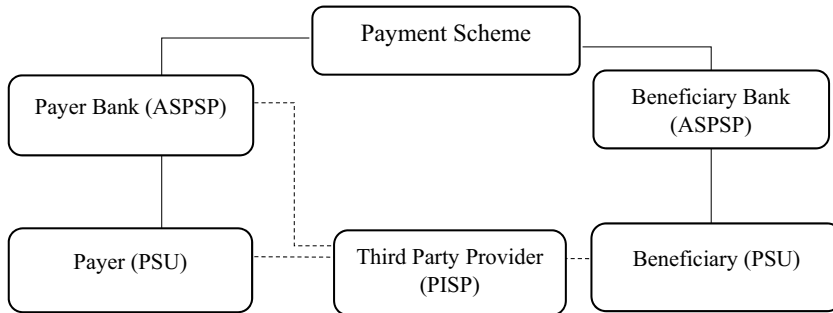 Payment Scheme
Payer Bank (ASPSP)
Beneficiary Bank
(ASPSP)
Payer (PSU)
Third Party Provider
(PISP)
Beneficiary (PSU)